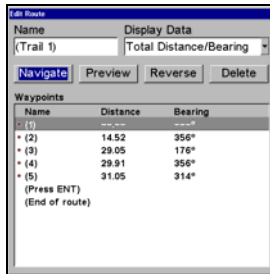 Edit Route
Name Display Data
(Trail 1) Total Distance/Bearing
Navigate Preview Reverse Delete
Waypoints
Name Distance Bearing
(1) --.-- ---°
(2) 14.52 356°
(3) 29.05 176°
(4) 29.91 356°
(5) 31.05 314°
(Press ENT)
(End of route)